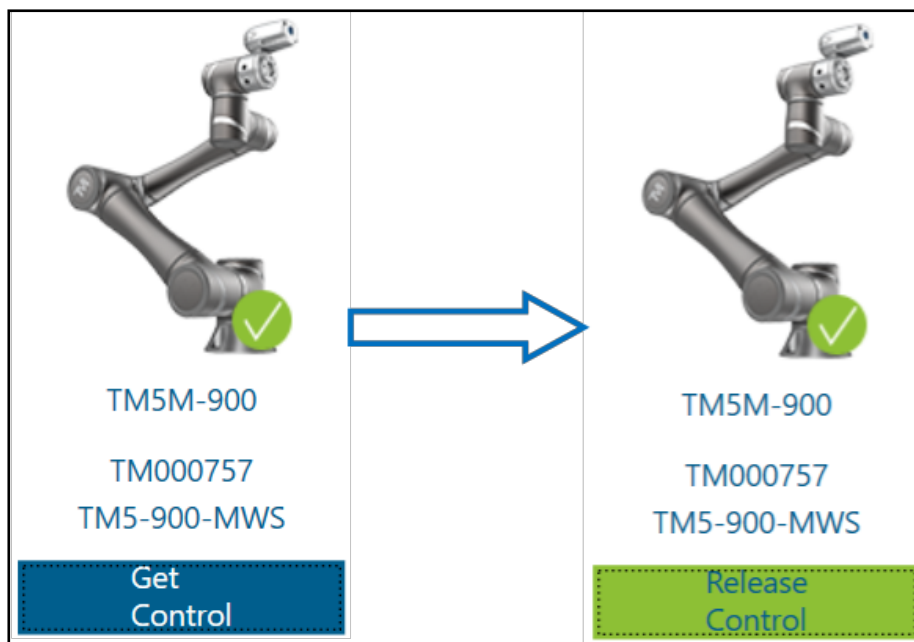 TM5M-900
TM000757
TM5-900-MWS
Get
Control
TM5M-900
TM000757
TM5-900-MWS
Release
Control